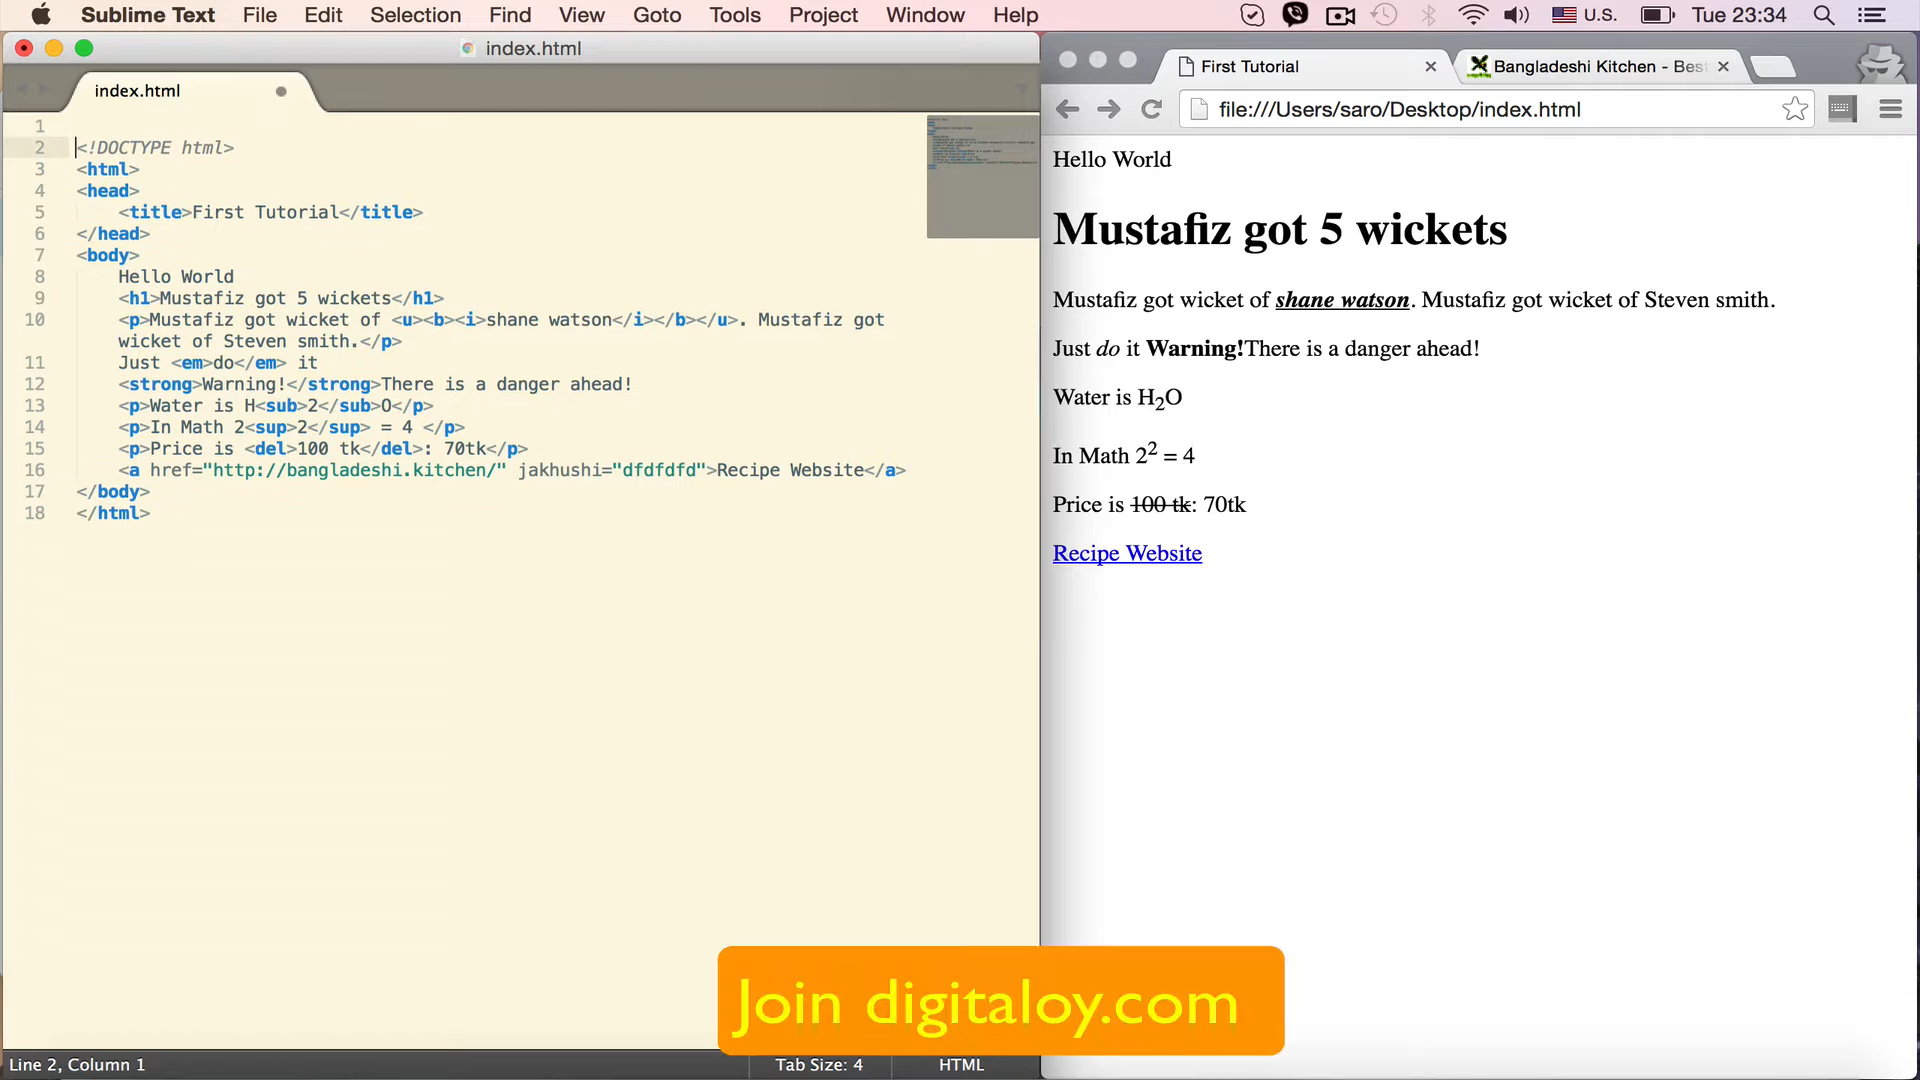 Sublime Text File Edit Selection Find View Goto Tools Project Window Help U.S. Tue 23:34
index.html
index.html
1
2 <!DOCTYPE html>
3 <html>
4 <head>
5 <title>First Tutorial</title>
6 </head>
7 <body>
8 Hello World
9 <h1>Mustafiz got 5 wickets</h1>
10 <p>Mustafiz got wicket of <u><b><i>shane watson</i></b></u>. Mustafiz got
wicket of Steven smith.</p>
11 Just <em>do</em> it
12 <strong>Warning!</strong>There is a danger ahead!
13 <p>Water is H<sub>2</sub>O</p>
14 <p>In Math 2<sup>2</sup> = 4 </p>
15 <p>Price is <del>100 tk</del>: 70tk</p>
16 <a href="http://bangladeshi.kitchen/" jakhushi="dfdfdfd">Recipe Website</a>
17 </body>
18 </html>
Line 2, Column 1 Tab Size: 4 HTML
First Tutorial Bangladeshi Kitchen - Bes
file:///Users/saro/Desktop/index.html
Hello World
Mustafiz got 5 wickets
Mustafiz got wicket of shane watson. Mustafiz got wicket of Steven smith.
Just do it Warning!There is a danger ahead!
Water is H2O
In Math 2² = 4
Price is 100 tk: 70tk
Recipe Website
Join digitaloy.com